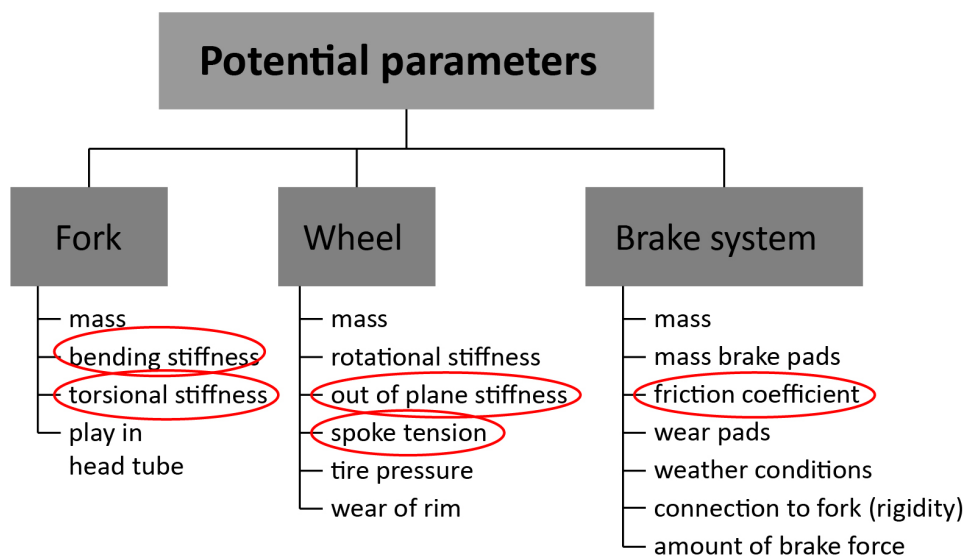 Potential parameters
Fork
mass
bending stiffness
torsional stiffness
play in
head tube
Wheel
mass
rotational stiffness
out of plane stiffness
spoke tension
tire pressure
wear of rim
Brake system
mass
mass brake pads
friction coefficient
wear pads
weather conditions
connection to fork (rigidity)
amount of brake force